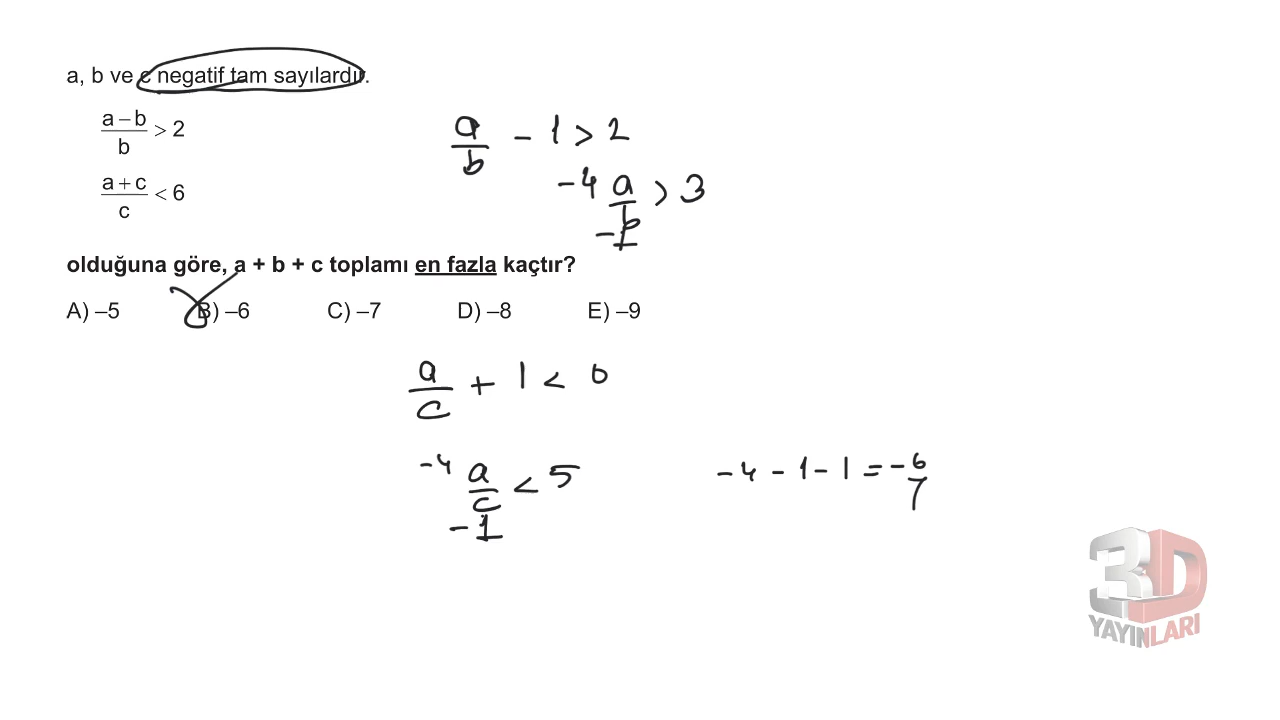 a, b ve c negatif tam sayılardır.
a – b
b
> 2
a + c
c
< 6
a
b
– 1 > 2
–4 a
b
> 3
–1
olduğuna göre, a + b + c toplamı en fazla kaçtır?
A) –5 B) –6 C) –7 D) –8 E) –9
a
c
+ 1 < 6
–4 a
c
< 5
–1
–4 – 1 – 1 = –6
3D
YAYINLARI